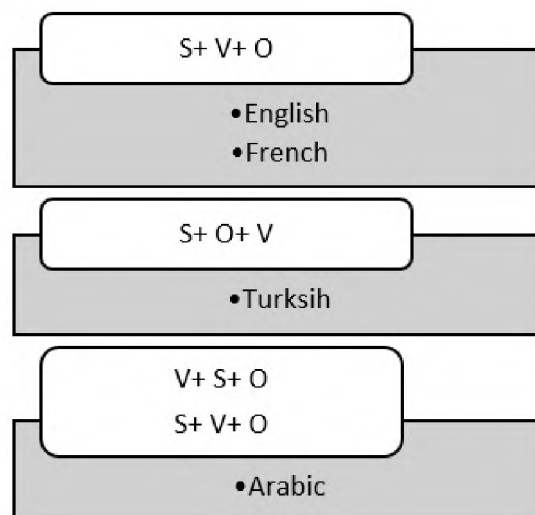 S+ V+ O
•English
•French
S+ O+ V
•Turksih
V+ S+ O
S+ V+ O
•Arabic